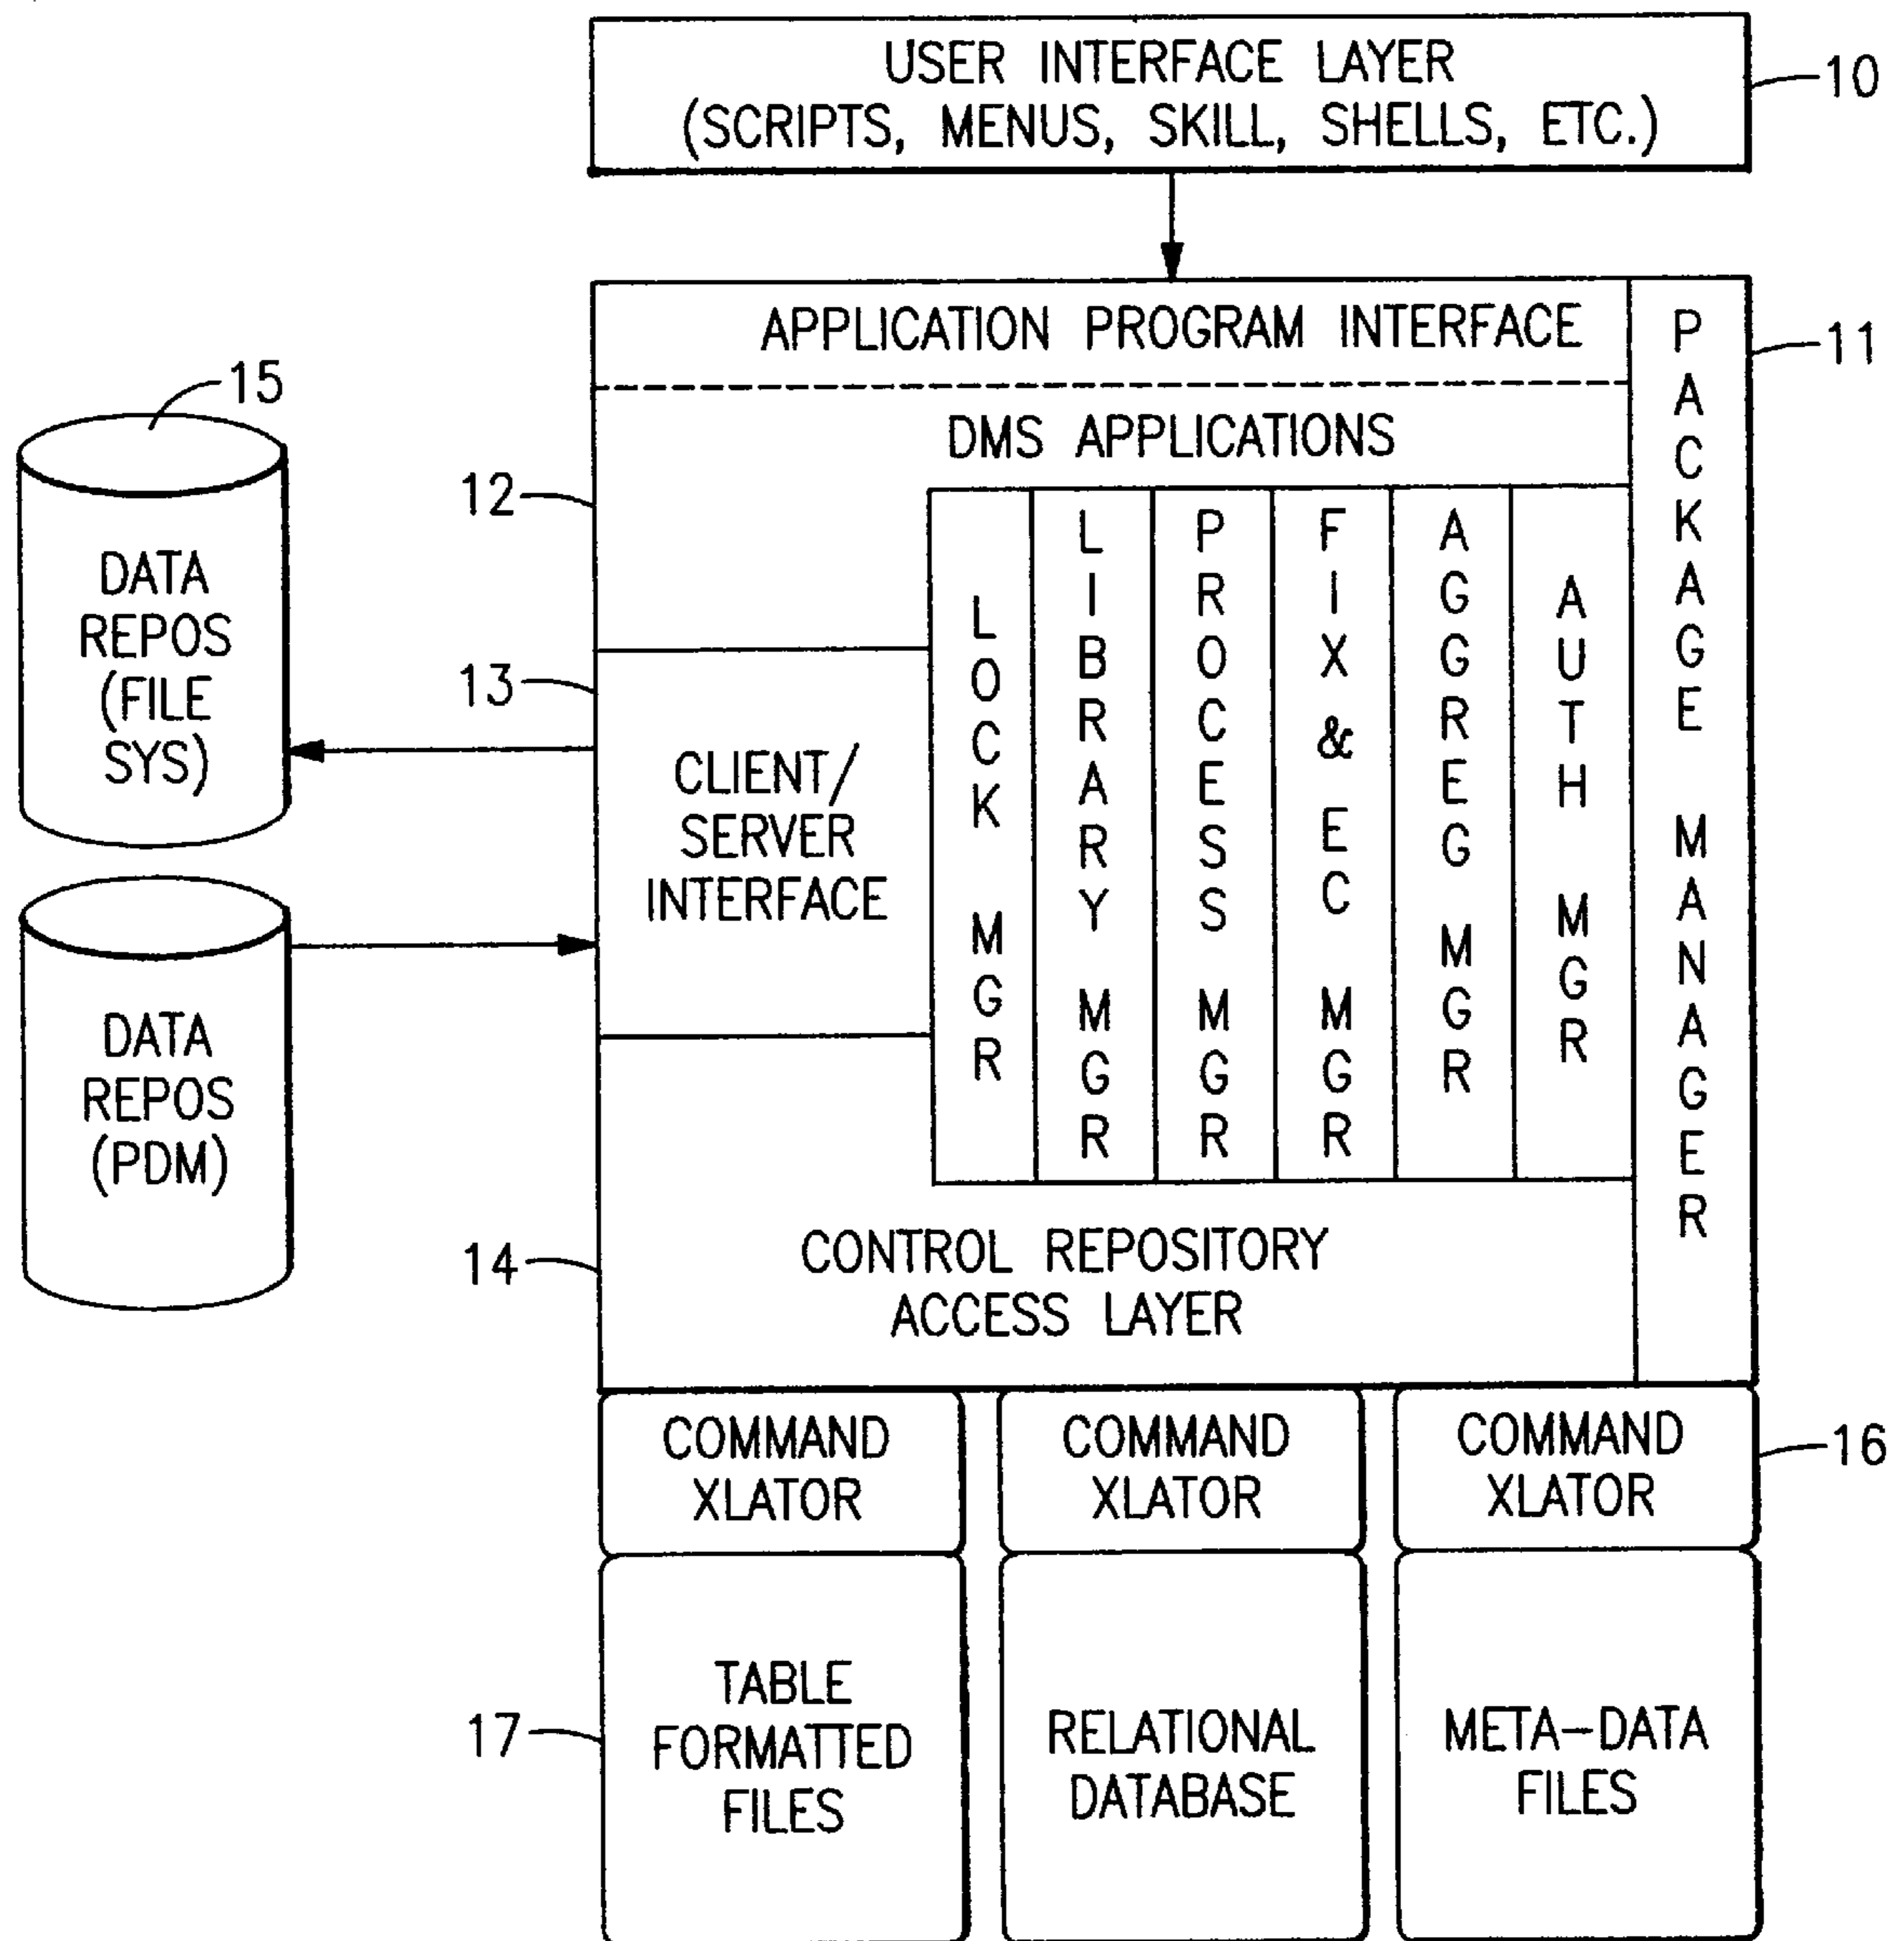 USER INTERFACE LAYER
(SCRIPTS, MENUS, SKILL, SHELLS, ETC.)
10
APPLICATION PROGRAM INTERFACE
PACKAGE MANAGER
11
15
DATA
REPOS
(FILE
SYS)
DMS APPLICATIONS
12
LOCK MGR
LIBRARY MGR
PROCESS MGR
FIX & EC MGR
AGGREG MGR
AUTH MGR
13
CLIENT/
SERVER
INTERFACE
DATA
REPOS
(PDM)
14
CONTROL REPOSITORY
ACCESS LAYER
COMMAND
XLATOR
COMMAND
XLATOR
COMMAND
XLATOR
16
17
TABLE
FORMATTED
FILES
RELATIONAL
DATABASE
META-DATA
FILES